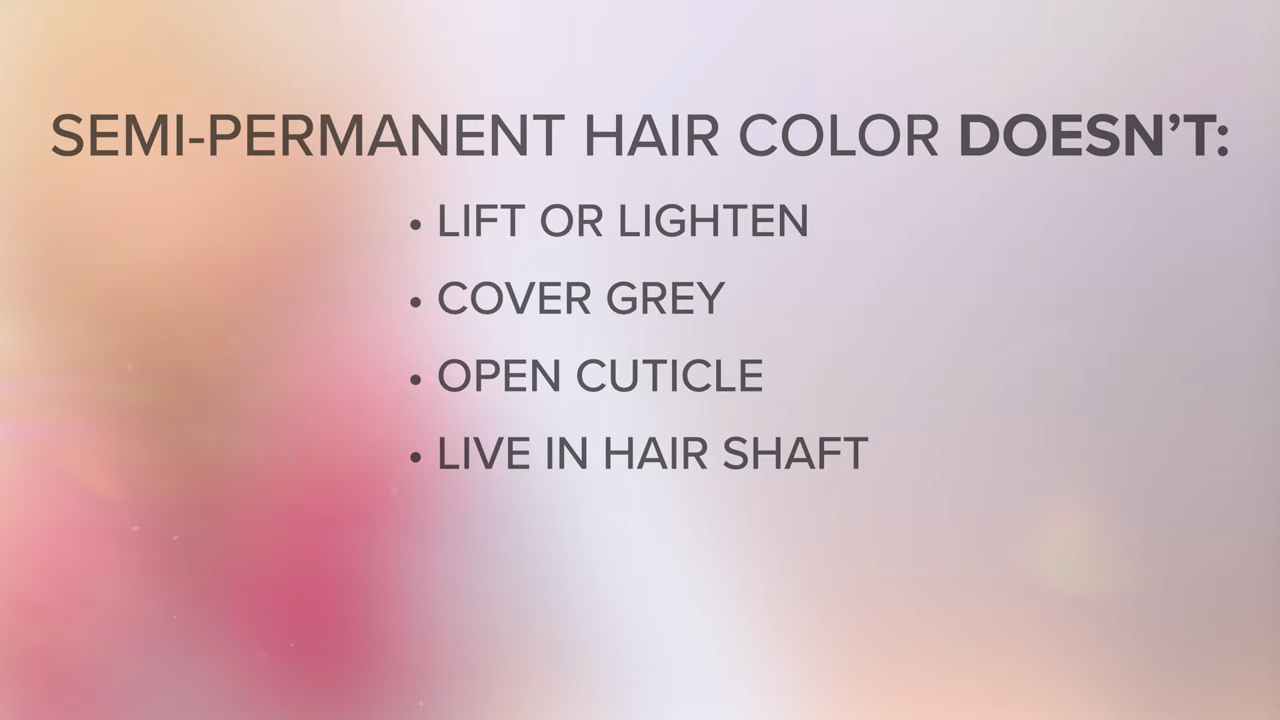 SEMI-PERMANENT HAIR COLOR DOESN’T:
• LIFT OR LIGHTEN
• COVER GREY
• OPEN CUTICLE
• LIVE IN HAIR SHAFT